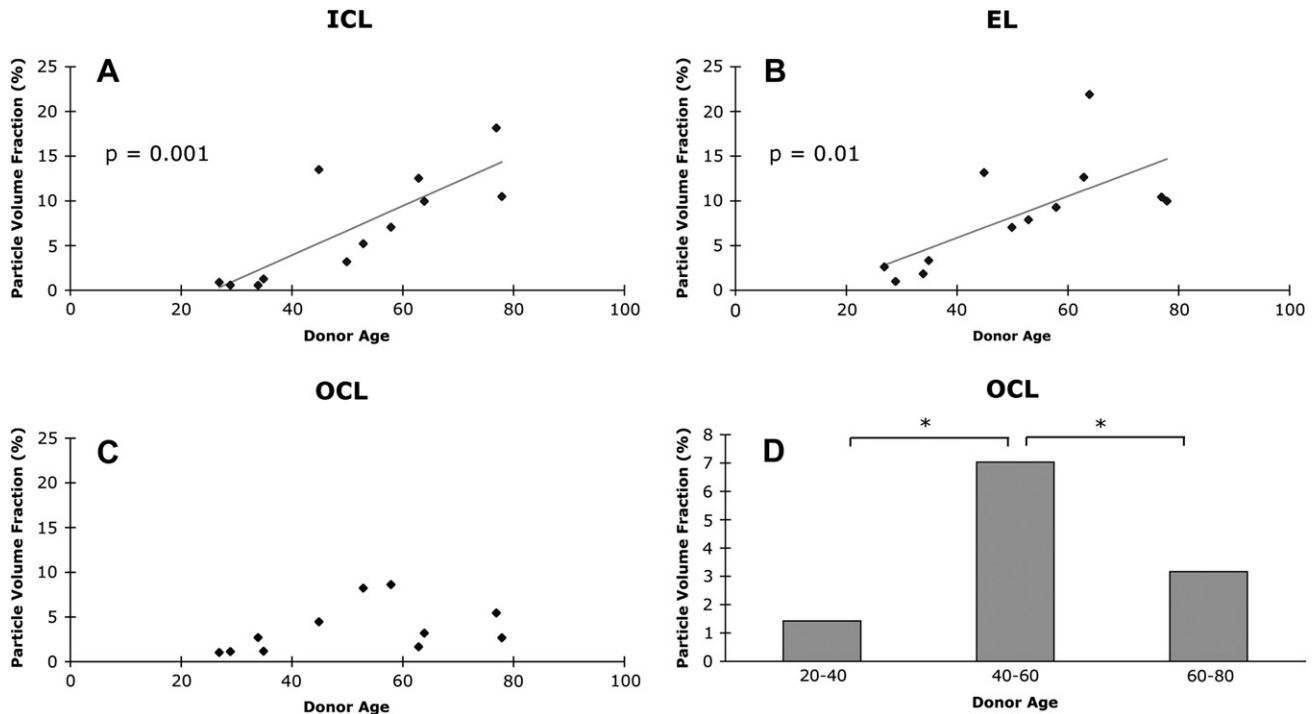 ICL
A
p = 0.001
Particle Volume Fraction (%)
25
20
15
10
5
0
0 20 40 60 80 100
Donor Age
EL
B
p = 0.01
Particle Volume Fraction (%)
25
20
15
10
5
0
0 20 40 60 80 100
Donor Age
OCL
C
Particle Volume Fraction (%)
25
20
15
10
5
0
0 20 40 60 80 100
Donor Age
OCL
D
* *
Particle Volume Fraction (%)
8
7
6
5
4
3
2
1
0
20-40 40-60 60-80
Donor Age